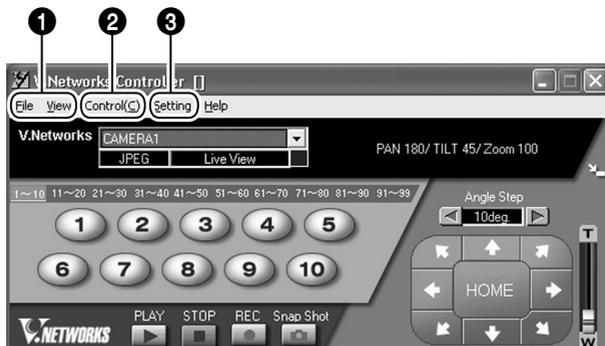 1 2 3
V.Networks Controller []
File View Control(C) Setting Help
V.Networks CAMERA1
JPEG Live View
PAN 180/ TILT 45/ Zoom 100
1~10 11~20 21~30 31~40 41~50 51~60 61~70 71~80 81~90 91~99
Angle Step
10deg.
1 2 3 4 5
6 7 8 9 10
T
HOME
W
PLAY STOP REC Snap Shot
V.NETWORKS